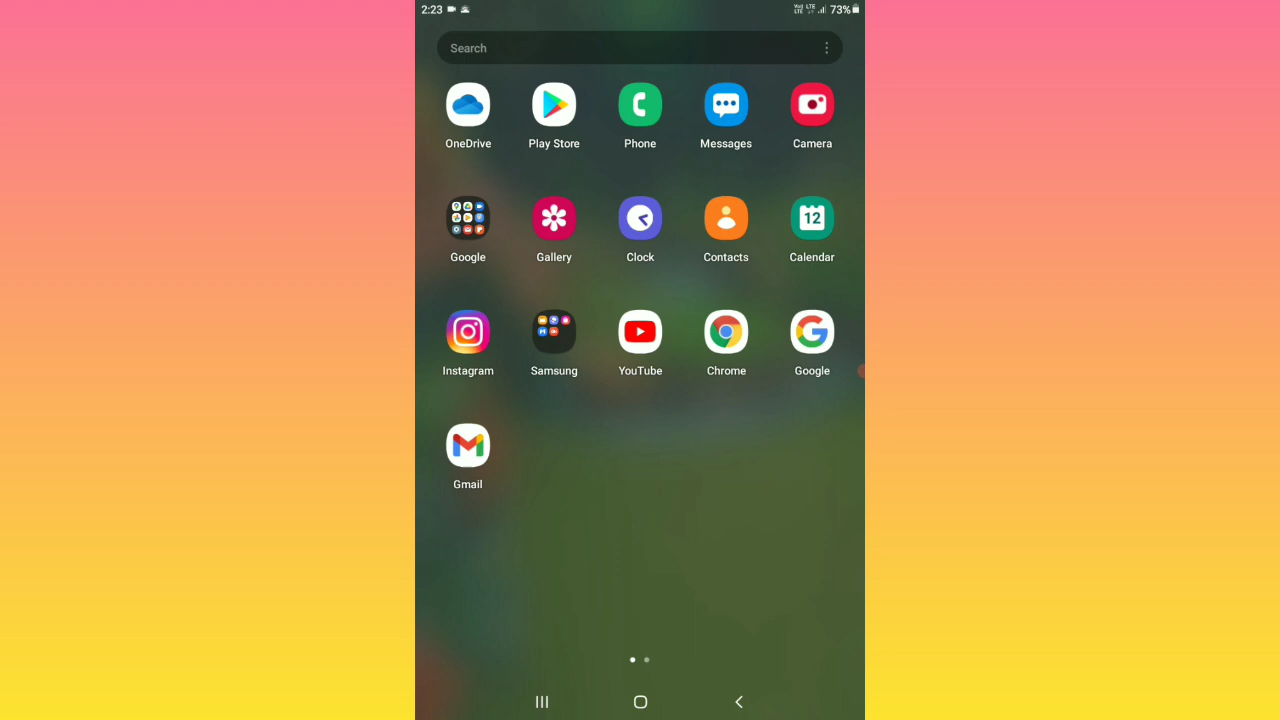 2:23 73%
Search
OneDrive Play Store Phone Messages Camera
12
Google Gallery Clock Contacts Calendar
Instagram Samsung YouTube Chrome Google
Gmail